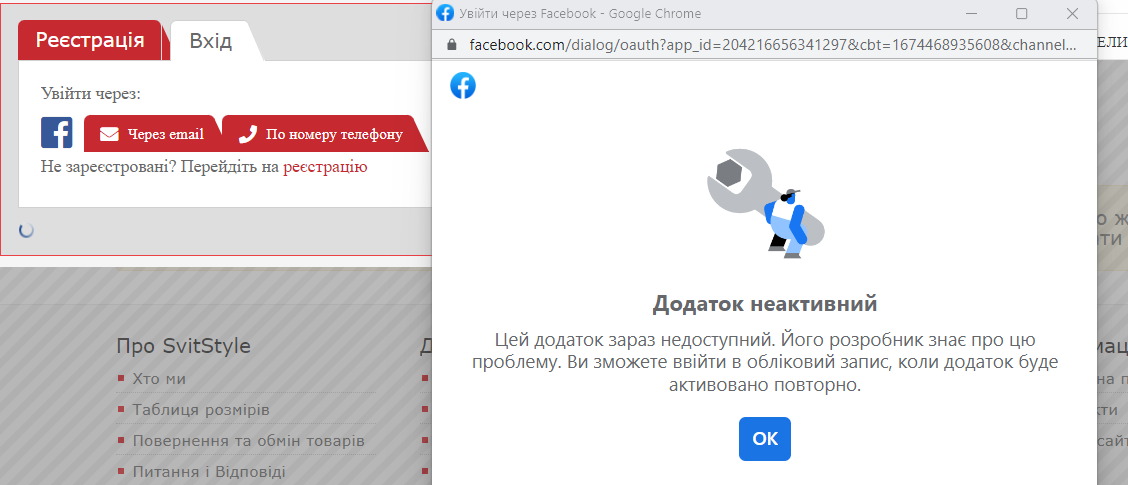 Реєстрація
Вхід
Увійти через:
Через email
По номеру телефону
Не зареєстровані? Перейдіть на реєстрацію
Про SvitStyle
Хто ми
Таблиця розмірів
Повернення та обмін товарів
Питання і Відповіді
Увійти через Facebook - Google Chrome
facebook.com/dialog/oauth?app_id=204216656341297&cbt=1674468935608&channel...
Додаток неактивний
Цей додаток зараз недоступний. Його розробник знає про цю
проблему. Ви зможете ввійти в обліковий запис, коли додаток буде
активовано повторно.
OK